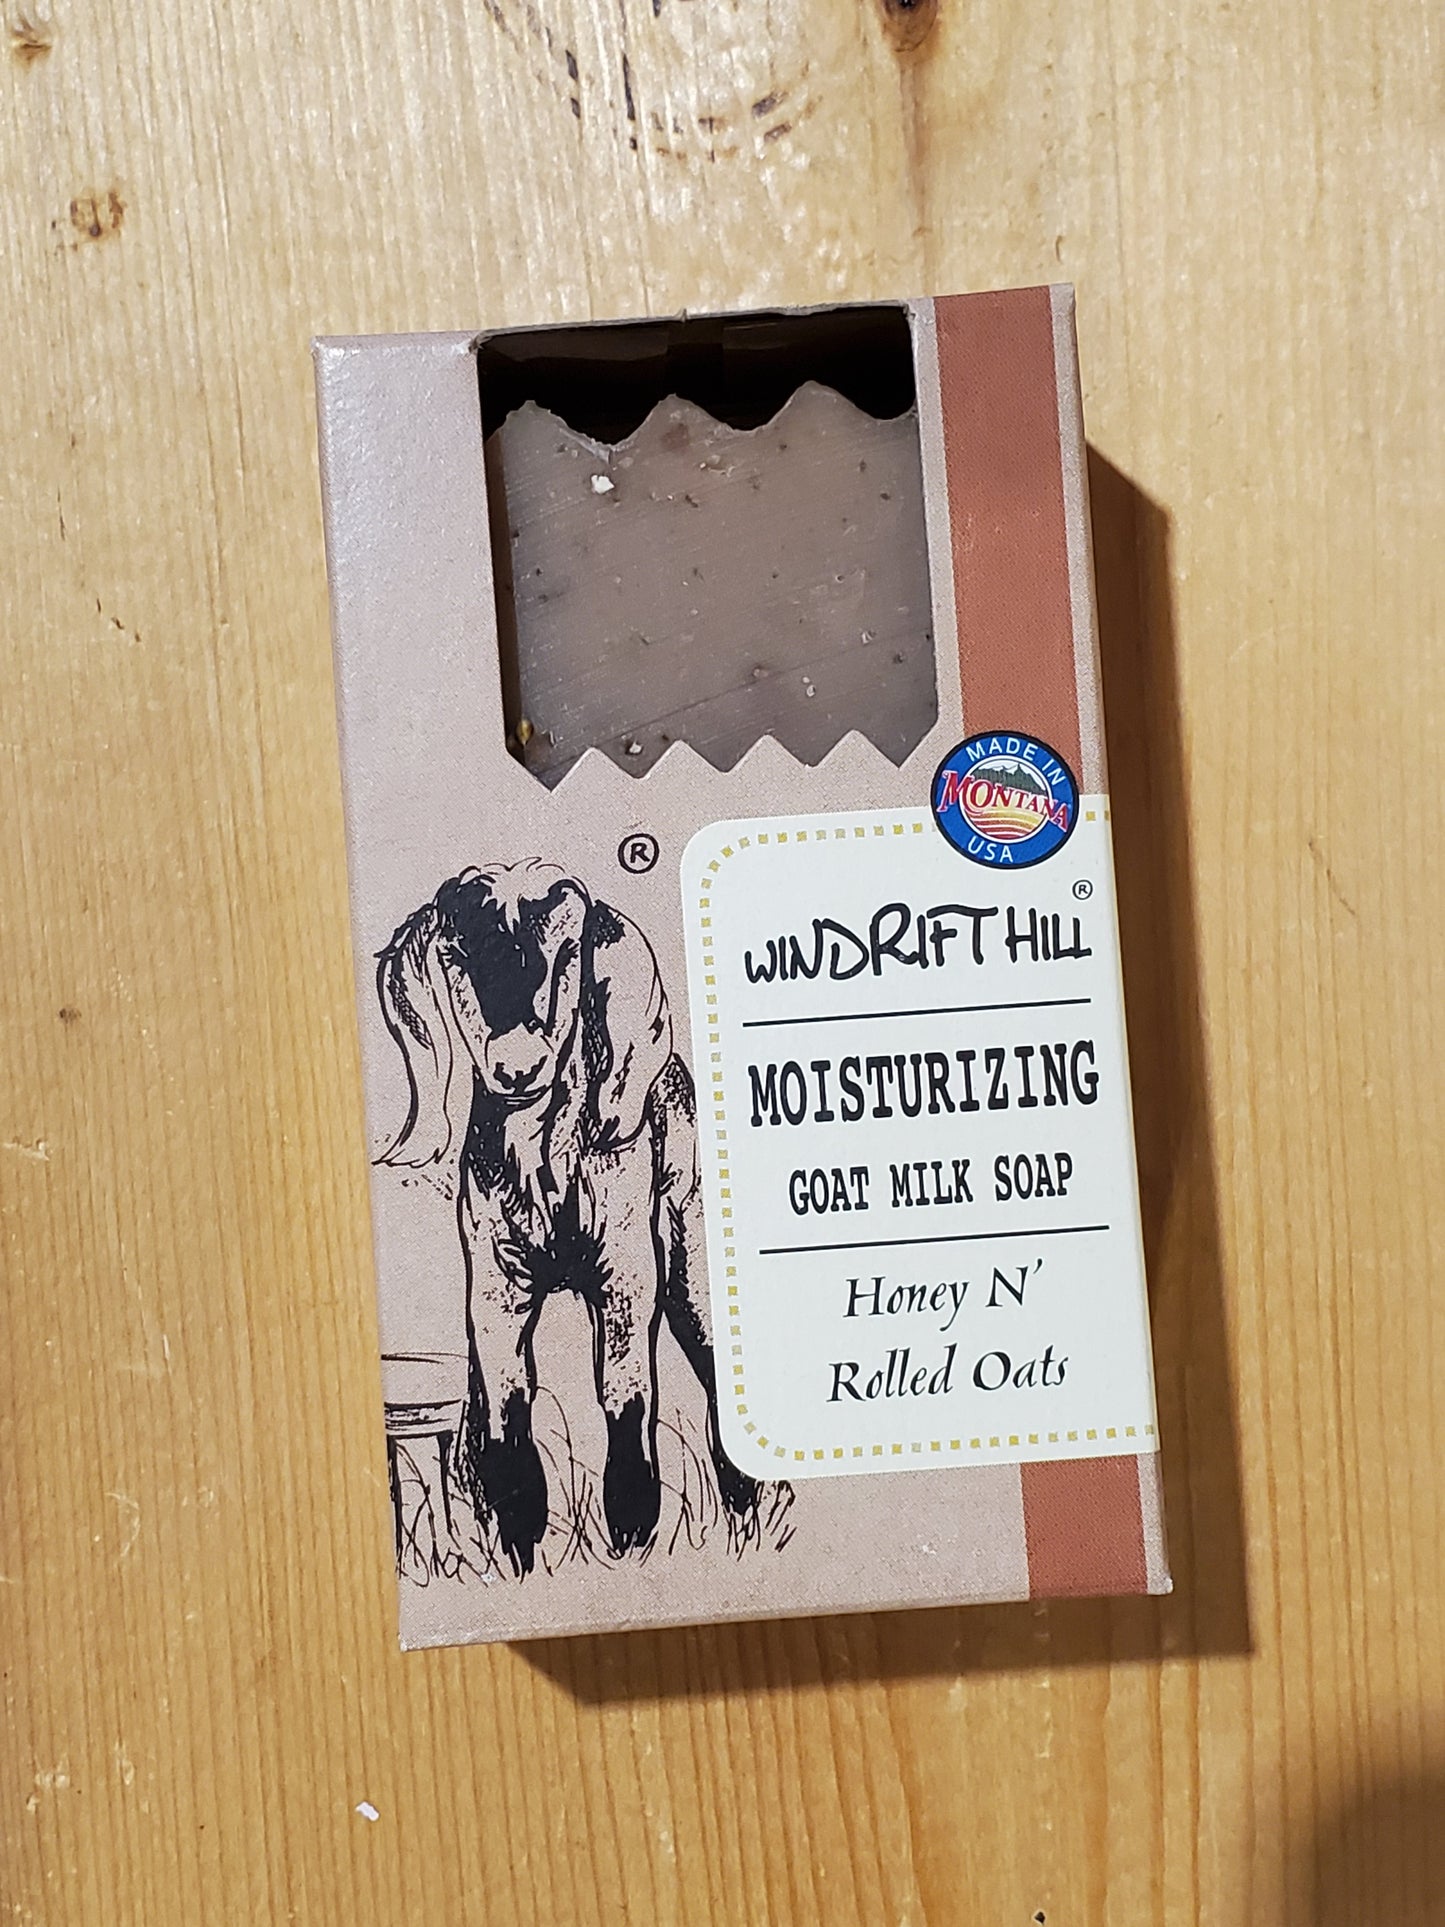 MADE IN
MONTANA
USA
®
®
WINDRIFT HILL
MOISTURIZING
GOAT MILK SOAP
Honey N'
Rolled Oats